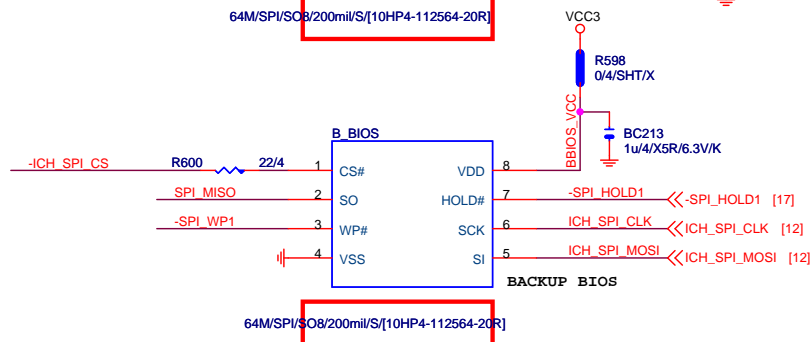 64M/SPI/SO8/200mil/S/[10HP4-112564-20R]
VCC3
R598
0/4/SHT/X
BBIOS_VCC
BC213
1u/4/X5R/6.3V/K
B_BIOS
-ICH_SPI_CS R600 22/4 1 CS# VDD 8
SPI_MISO 2 SO HOLD# 7 -SPI_HOLD1 -SPI_HOLD1 [17]
-SPI_WP1 3 WP# SCK 6 ICH_SPI_CLK ICH_SPI_CLK [12]
4 VSS SI 5 ICH_SPI_MOSI ICH_SPI_MOSI [12]
BACKUP BIOS
64M/SPI/SO8/200mil/S/[10HP4-112564-20R]